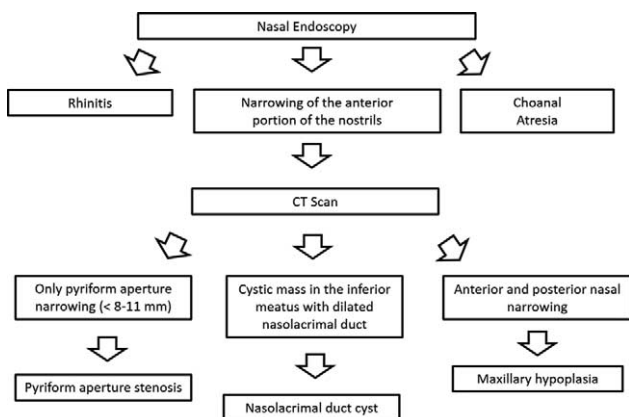 Nasal Endoscopy
Rhinitis
Narrowing of the anterior
portion of the nostrils
Choanal
Atresia
CT Scan
Only pyriform aperture
narrowing (< 8-11 mm)
Cystic mass in the inferior
meatus with dilated
nasolacrimal duct
Anterior and posterior nasal
narrowing
Pyriform aperture stenosis
Nasolacrimal duct cyst
Maxillary hypoplasia